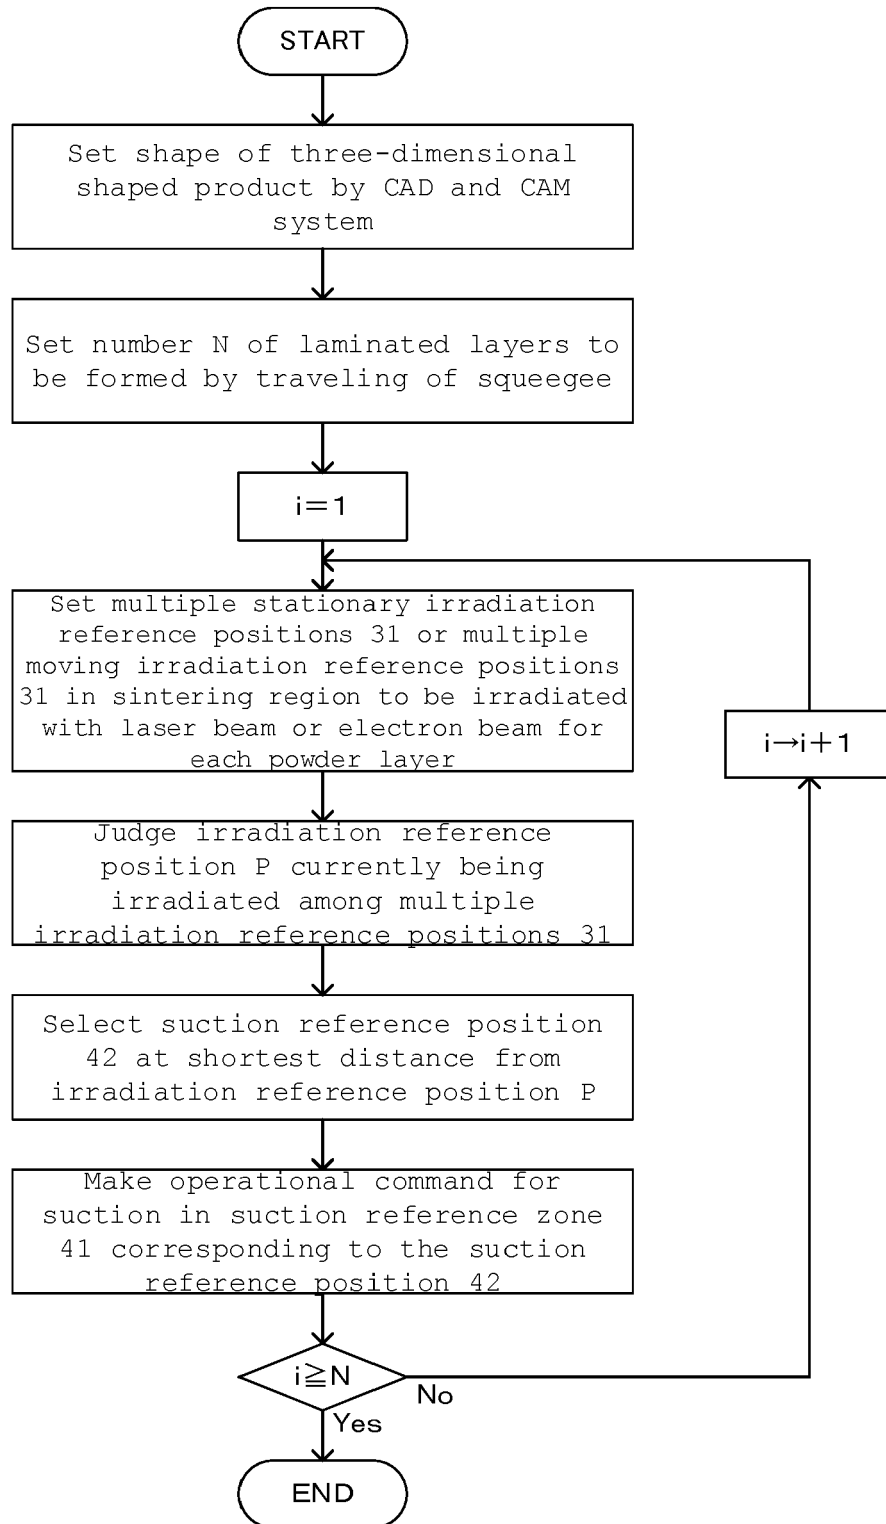 START
Set shape of three-dimensional
shaped product by CAD and CAM
system
Set number N of laminated layers to
be formed by traveling of squeegee
i=1
Set multiple stationary irradiation
reference positions 31 or multiple
moving irradiation reference positions
31 in sintering region to be irradiated
with laser beam or electron beam for
each powder layer
i→i+1
Judge irradiation reference
position P currently being
irradiated among multiple
irradiation reference positions 31
Select suction reference position
42 at shortest distance from
irradiation reference position P
Make operational command for
suction in suction reference zone
41 corresponding to the suction
reference position 42
i≧N
No
Yes
END